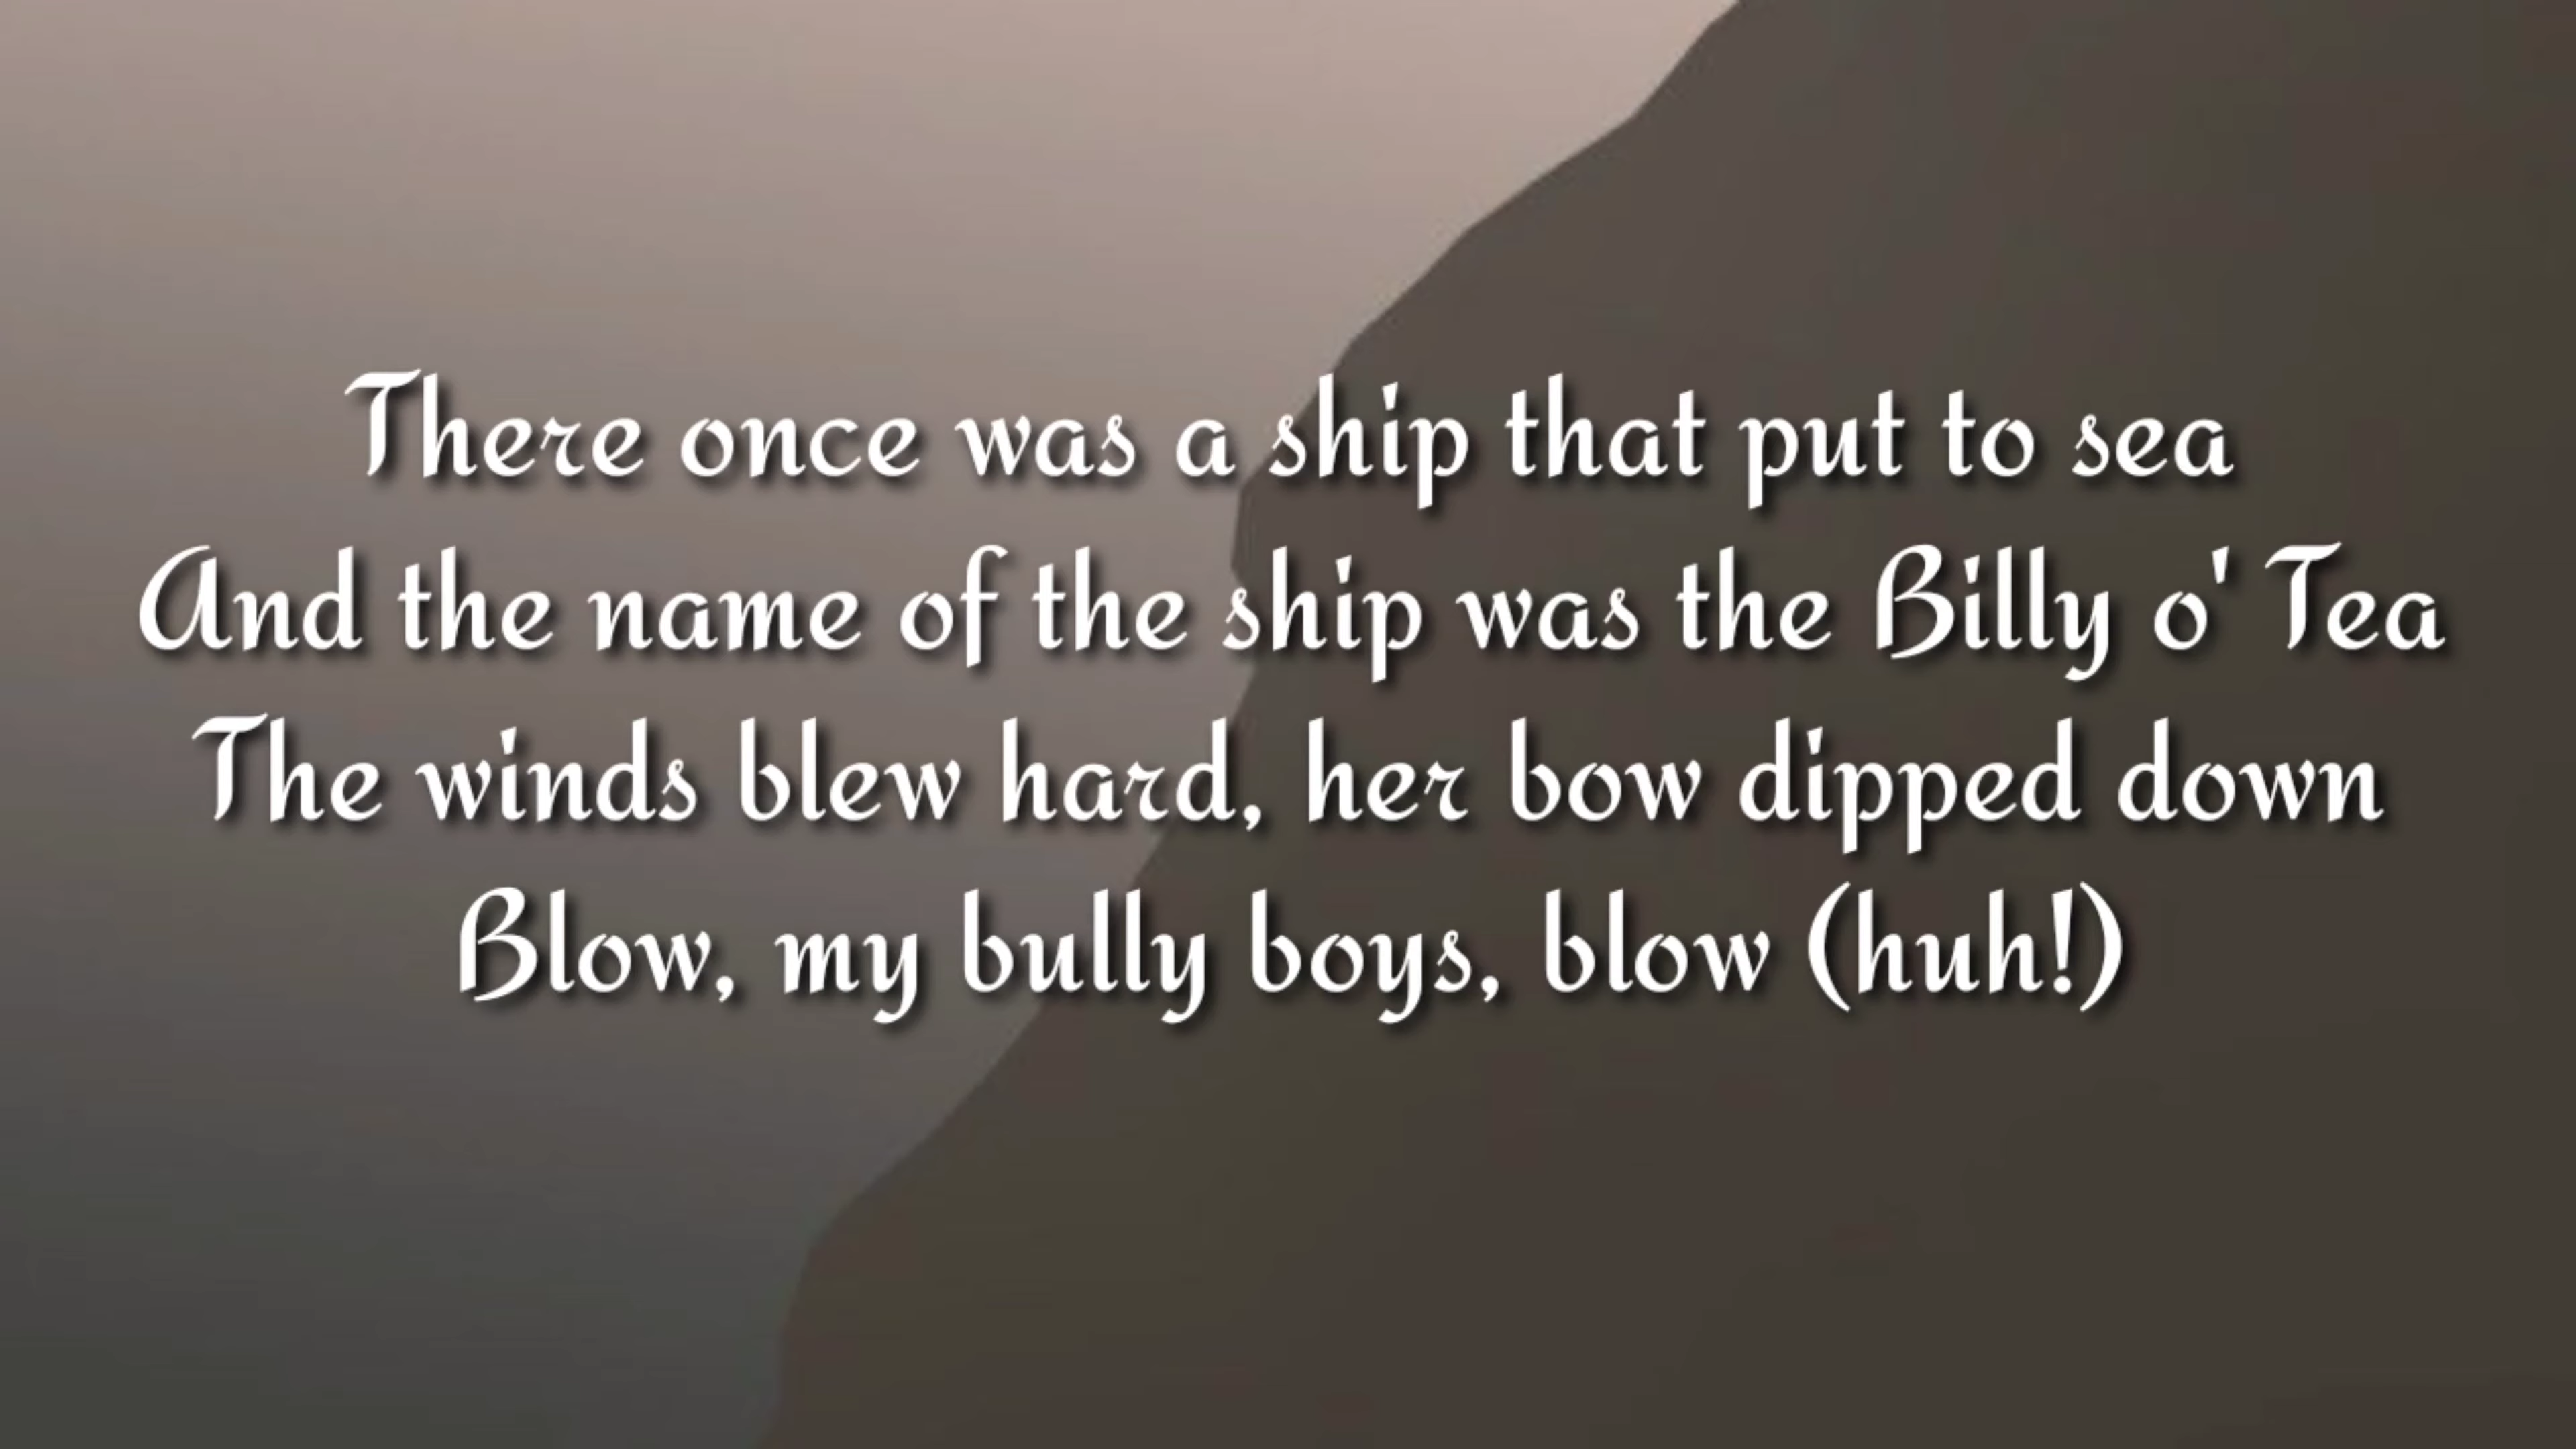 There once was a ship that put to sea
And the name of the ship was the Billy o' Tea
The winds blew hard, her bow dipped down
Blow, my bully boys, blow (huh!)